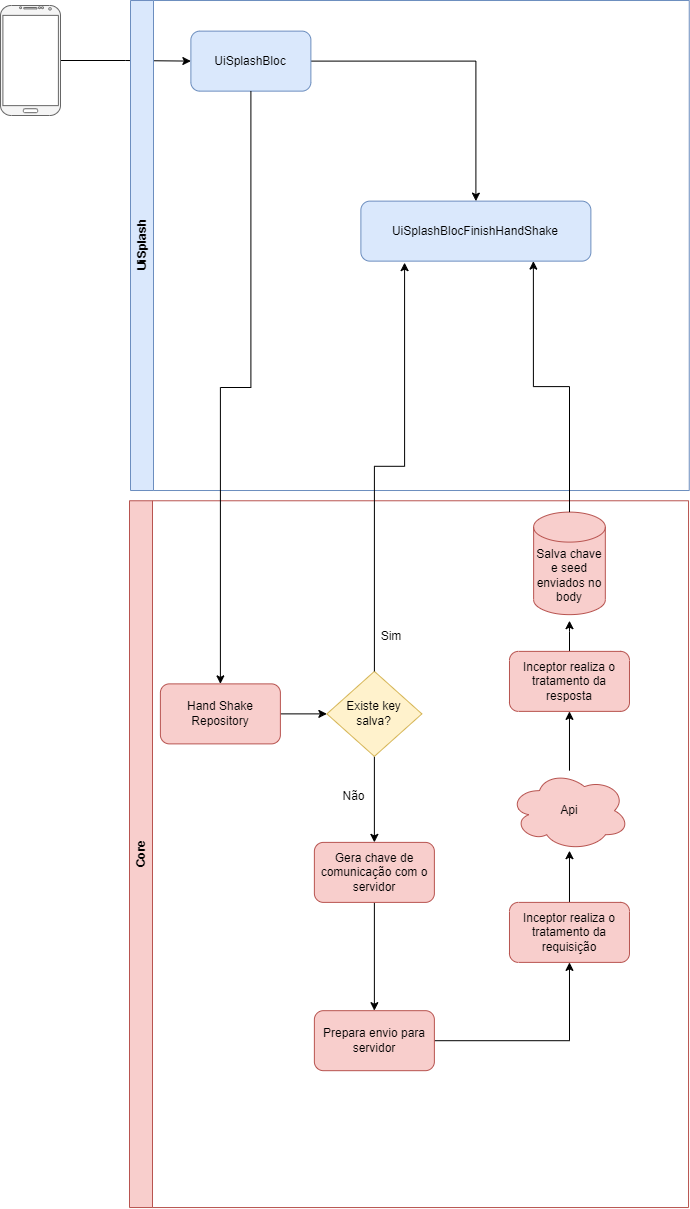 UiSplash
UiSplashBloc
UiSplashBlocFinishHandShake
Core
Hand Shake
Repository
Existe key
salva?
Sim
Não
Gera chave de
comunicação com o
servidor
Prepara envio para
servidor
Inceptor realiza o
tratamento da
requisição
Api
Inceptor realiza o
tratamento da
resposta
Salva chave
e seed
enviados no
body